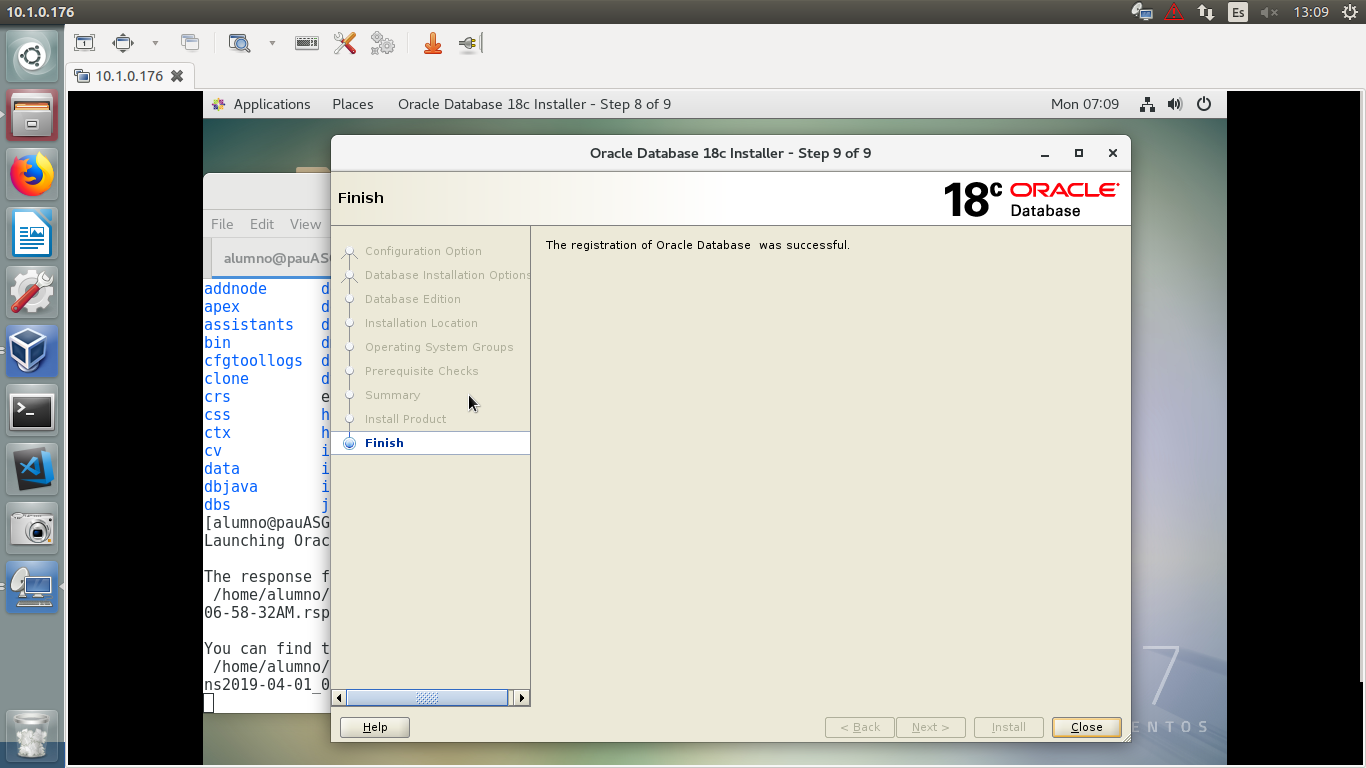 10.1.0.176
Es
13:09
10.1.0.176
Applications Places Oracle Database 18c Installer - Step 8 of 9
Mon 07:09
Oracle Database 18c Installer - Step 9 of 9
Finish
18c ORACLE
Database
File Edit View
alumno@pauASG
addnode d
apex d
assistants d
bin d
cfgtoollogs d
clone d
crs e
css h
ctx h
cv i
data i
dbjava i
dbs j
[alumno@pauASG
Launching Orac
The response f
/home/alumno/
06-58-32AM.rsp
You can find t
/home/alumno/
ns2019-04-01_0
Configuration Option
Database Installation Options
Database Edition
Installation Location
Operating System Groups
Prerequisite Checks
Summary
Install Product
Finish
The registration of Oracle Database  was successful.
Help
< Back
Next >
Install
Close
7
ENTOS